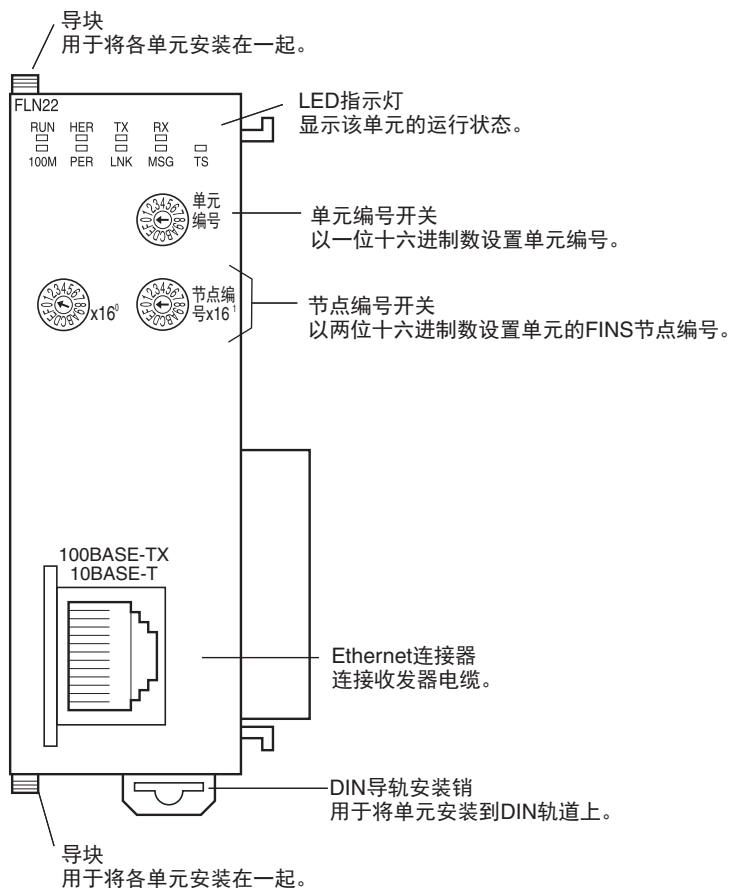 导块
用于将各单元安装在一起。
FLN22
RUN HER TX RX
100M PER LNK MSG TS
LED指示灯
显示该单元的运行状态。
单元
编号
0123456789ABCDEF
单元编号开关
以一位十六进制数设置单元编号。
0123456789ABCDEF
x16⁰
0123456789ABCDEF
节点编
号x16¹
节点编号开关
以两位十六进制数设置单元的FINS节点编号。
100BASE-TX
10BASE-T
Ethernet连接器
连接收发器电缆。
DIN导轨安装销
用于将单元安装到DIN轨道上。
导块
用于将各单元安装在一起。